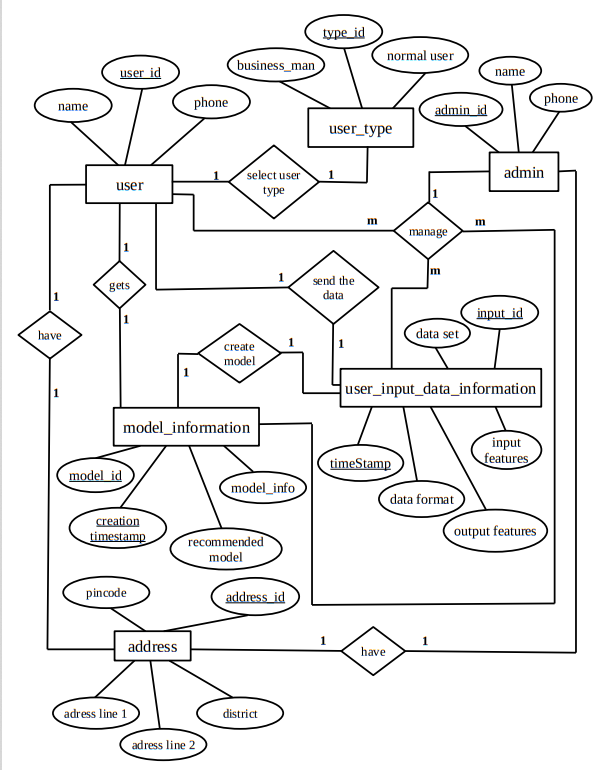 type_id
business_man
normal user
user_id
name
phone
name
phone
admin_id
user_type
user
select user
type
1
1
admin
m
manage
m
1
m
1
gets
1
1
send the
data
1
1
have
1
create
model
1
1
data set
input_id
user_input_data_information
model_information
timeStamp
input
features
data format
output features
model_id
model_info
creation
timestamp
recommended
model
pincode
address_id
address
1
have
1
adress line 1
district
adress line 2